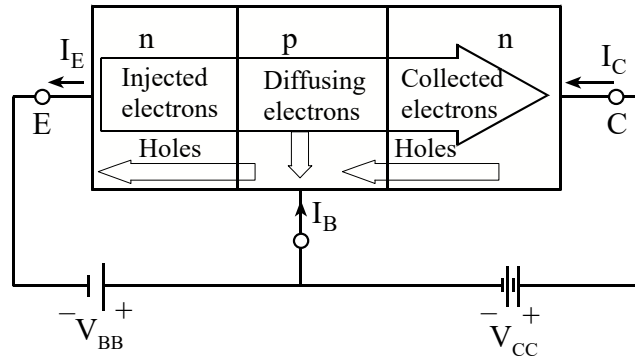 n p n
I_E
I_C
Injected electrons
Diffusing electrons
Collected electrons
E
C
Holes
Holes
I_B
− +
V_BB
− +
V_CC